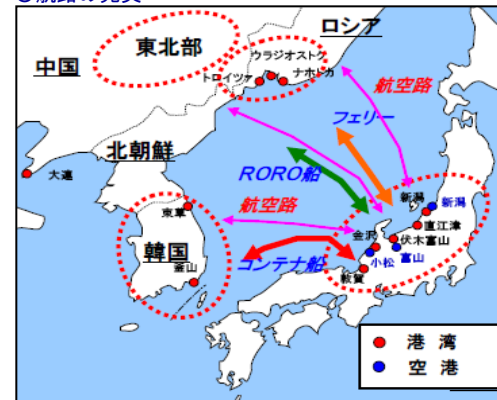 ロシア
東北部
中国
ウラジオストク
トロイツァ
ナホトカ
航空路
フェリー
北朝鮮
大連
RORO船
新潟
新潟
束草
航空路
直江津
金沢
伏木富山
韓国
小松
富山
コンテナ船
釜山
敦賀
港湾
空港